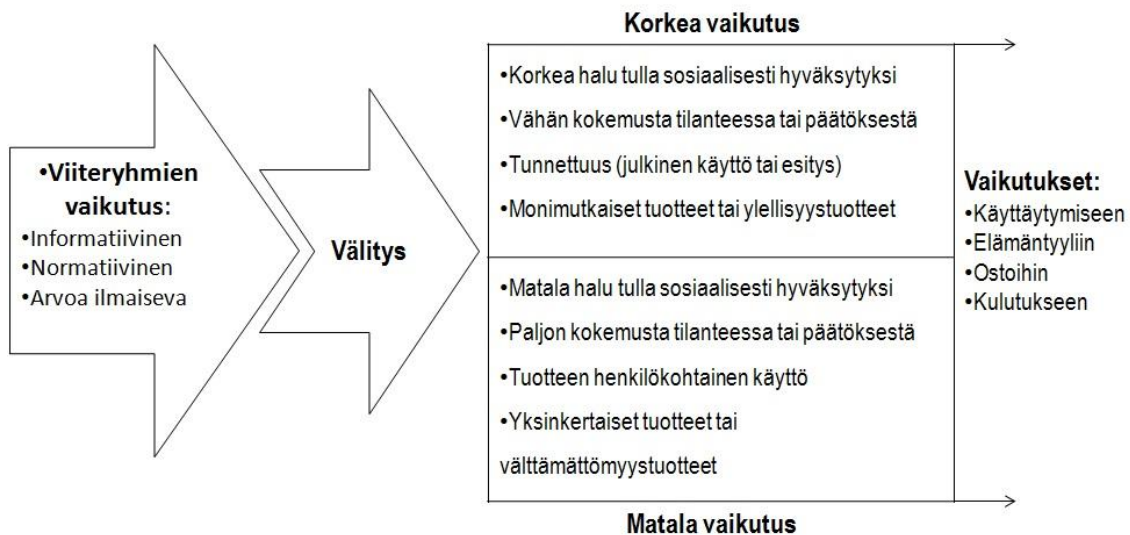 •Viiteryhmien
vaikutus:
•Informatiivinen
•Normatiivinen
•Arvoa ilmaiseva
Välitys
Korkea vaikutus
•Korkea halu tulla sosiaalisesti hyväksytyksi
•Vähän kokemusta tilanteessa tai päätöksestä
•Tunnettuus (julkinen käyttö tai esitys)
•Monimutkaiset tuotteet tai ylellisyystuotteet
•Matala halu tulla sosiaalisesti hyväksytyksi
•Paljon kokemusta tilanteessa tai päätöksestä
•Tuotteen henkilökohtainen käyttö
•Yksinkertaiset tuotteet tai
välttämättömyystuotteet
Matala vaikutus
Vaikutukset:
•Käyttäytymiseen
•Elämäntyyliin
•Ostoihin
•Kulutukseen